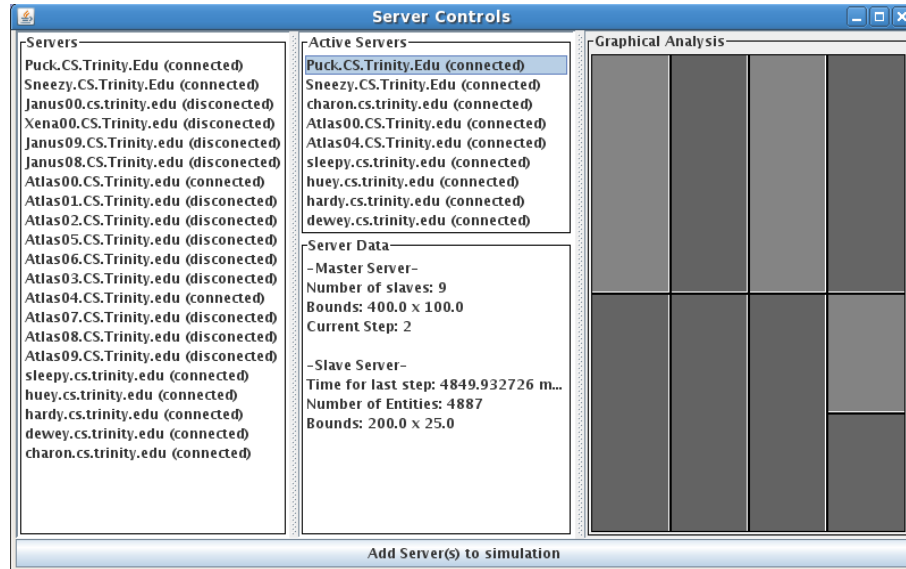 Server Controls
Servers
Puck.CS.Trinity.Edu (connected)
Sneezy.CS.Trinity.Edu (connected)
Janus00.cs.trinity.edu (disconected)
Xena00.CS.Trinity.edu (disconected)
Janus09.CS.Trinity.edu (disconected)
Janus08.CS.Trinity.edu (disconected)
Atlas00.CS.Trinity.edu (connected)
Atlas01.CS.Trinity.edu (disconected)
Atlas02.CS.Trinity.edu (disconected)
Atlas05.CS.Trinity.edu (disconected)
Atlas06.CS.Trinity.edu (disconected)
Atlas03.CS.Trinity.edu (disconected)
Atlas04.CS.Trinity.edu (connected)
Atlas07.CS.Trinity.edu (disconected)
Atlas08.CS.Trinity.edu (disconected)
Atlas09.CS.Trinity.edu (disconected)
sleepy.cs.trinity.edu (connected)
huey.cs.trinity.edu (connected)
hardy.cs.trinity.edu (connected)
dewey.cs.trinity.edu (connected)
charon.cs.trinity.edu (connected)
Active Servers
Puck.CS.Trinity.Edu (connected)
Sneezy.CS.Trinity.Edu (connected)
charon.cs.trinity.edu (connected)
Atlas00.CS.Trinity.edu (connected)
Atlas04.CS.Trinity.edu (connected)
sleepy.cs.trinity.edu (connected)
huey.cs.trinity.edu (connected)
hardy.cs.trinity.edu (connected)
dewey.cs.trinity.edu (connected)
Server Data
-Master Server-
Number of slaves: 9
Bounds: 400.0 x 100.0
Current Step: 2
-Slave Server-
Time for last step: 4849.932726 m...
Number of Entities: 4887
Bounds: 200.0 x 25.0
Graphical Analysis
Add Server(s) to simulation